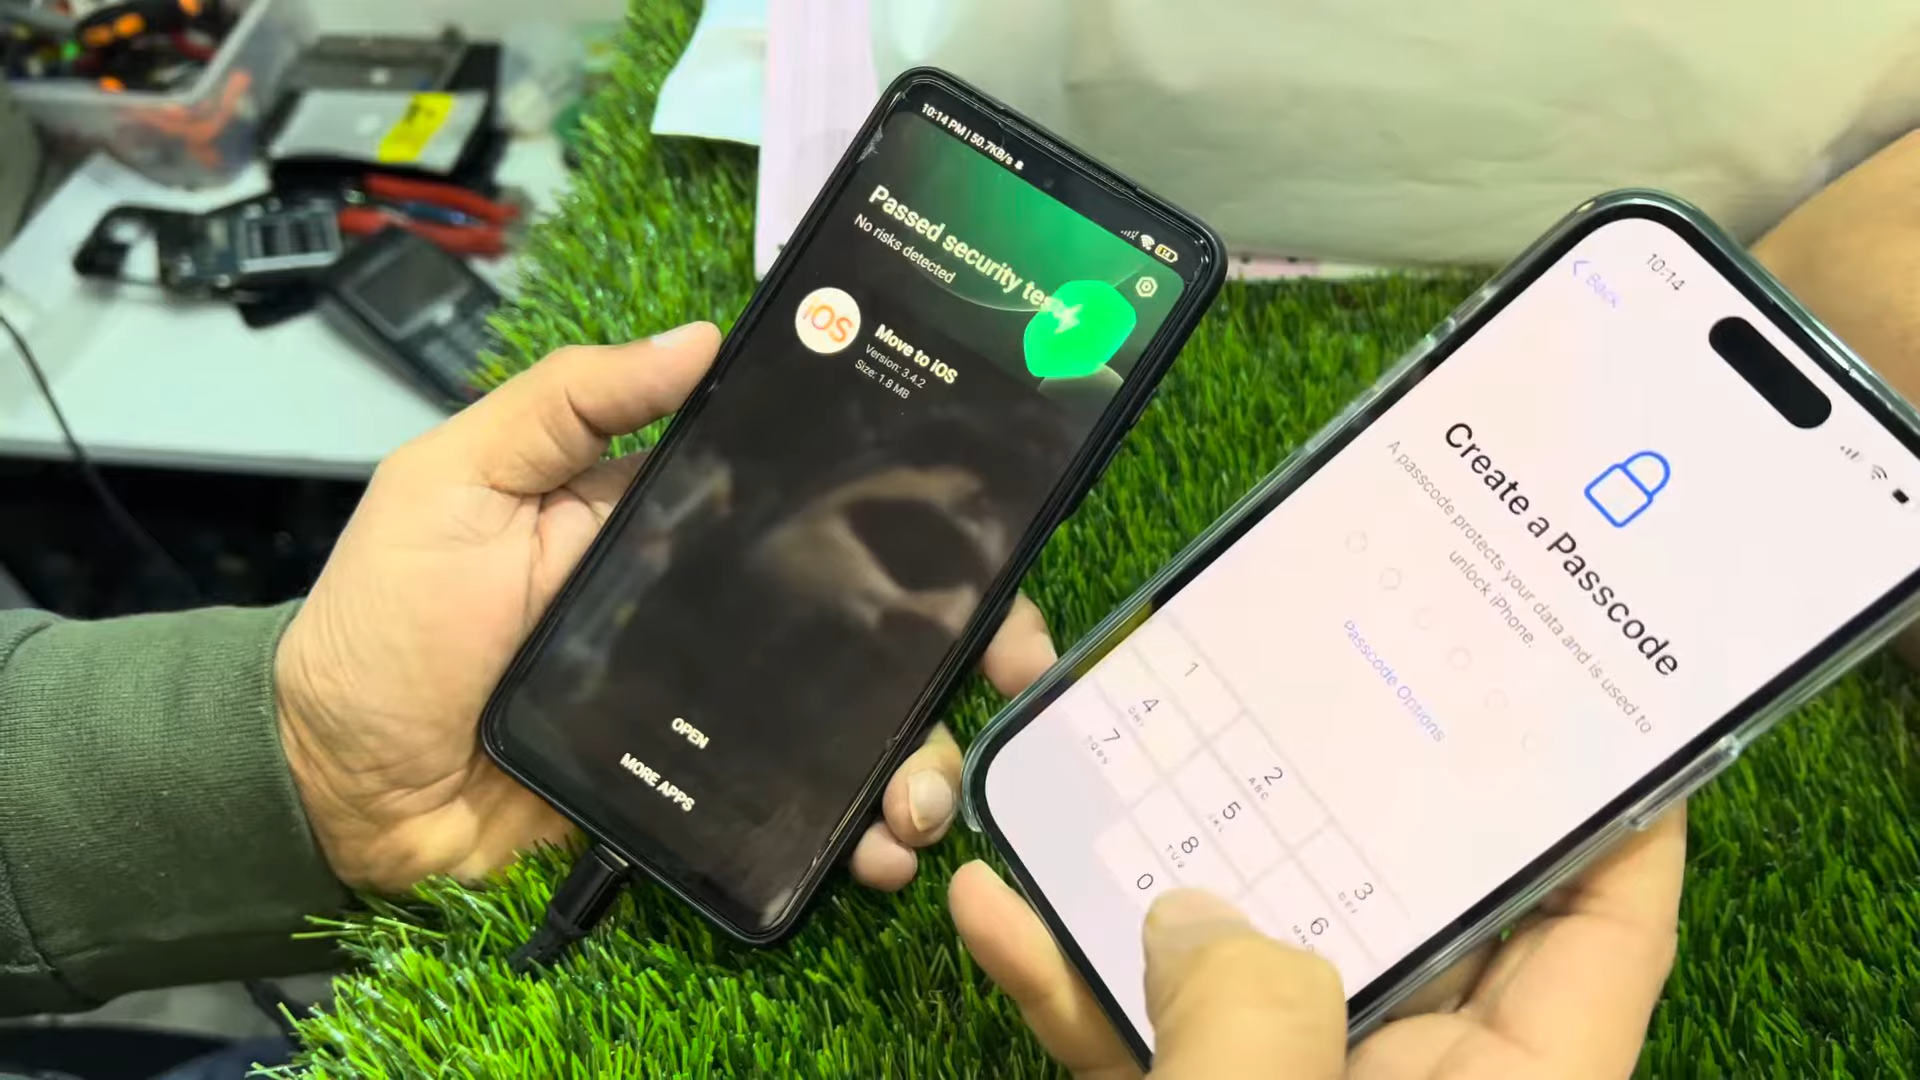 10:14 PM | 50.7KB/s
Passed security test
No risks detected
iOS
Move to iOS
Version: 3.4.2
Size: 1.8 MB
OPEN
MORE APPS
10:14
Back
Create a Passcode
A passcode protects your data and is used to
unlock iPhone.
Passcode Options
1
2
ABC
3
DEF
4
GHI
5
JKL
6
MNO
7
PQRS
8
TUV
0